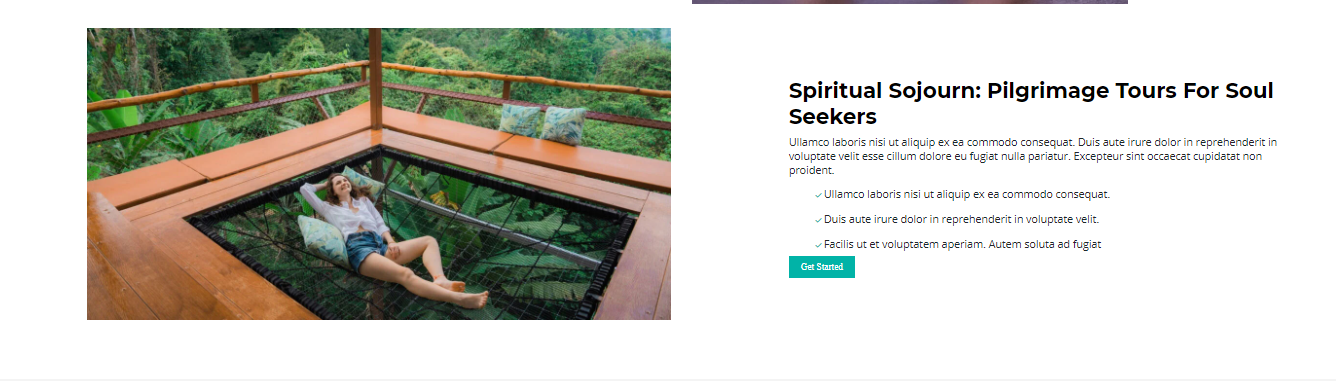 Spiritual Sojourn: Pilgrimage Tours For Soul
Seekers
Ullamco laboris nisi ut aliquip ex ea commodo consequat. Duis aute irure dolor in reprehenderit in
voluptate velit esse cillum dolore eu fugiat nulla pariatur. Excepteur sint occaecat cupidatat non
proident.
Ullamco laboris nisi ut aliquip ex ea commodo consequat.
Duis aute irure dolor in reprehenderit in voluptate velit.
Facilis ut et voluptatem aperiam. Autem soluta ad fugiat
Get Started